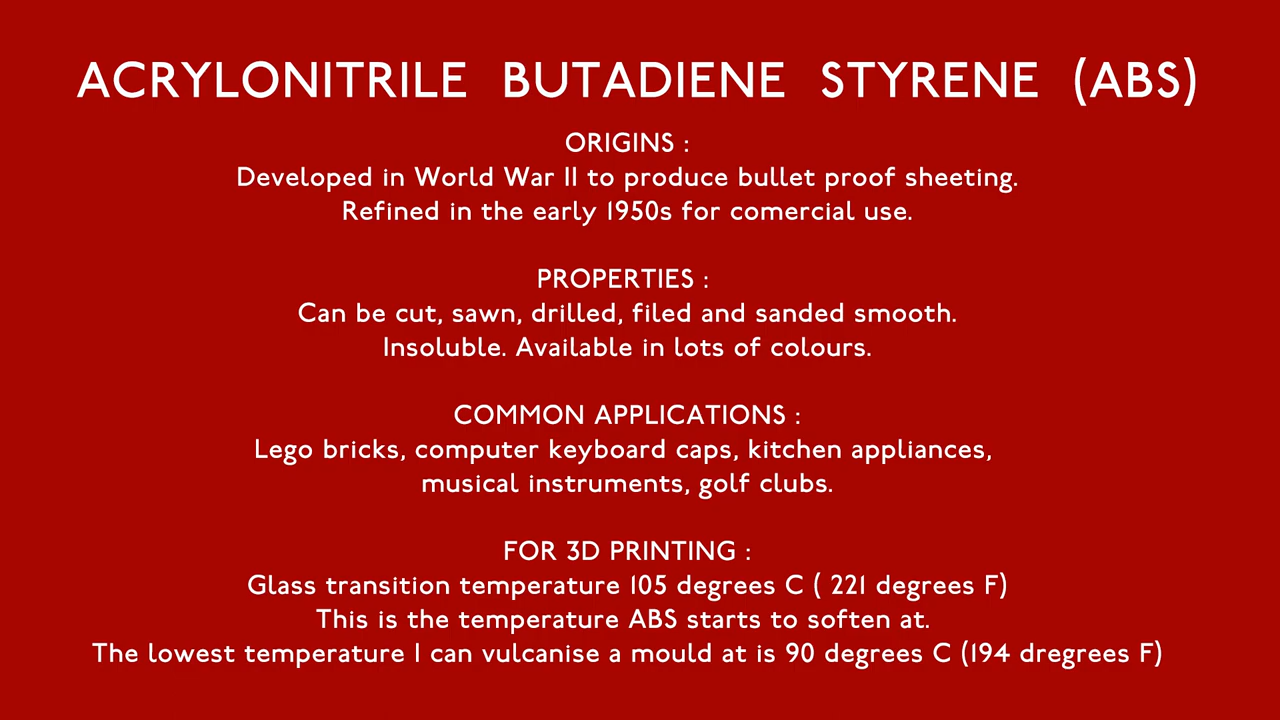 ACRYLONITRILE BUTADIENE STYRENE (ABS)
ORIGINS :
Developed in World War II to produce bullet proof sheeting.
Refined in the early 1950s for comercial use.
PROPERTIES :
Can be cut, sawn, drilled, filed and sanded smooth.
Insoluble. Available in lots of colours.
COMMON APPLICATIONS :
Lego bricks, computer keyboard caps, kitchen appliances,
musical instruments, golf clubs.
FOR 3D PRINTING :
Glass transition temperature 105 degrees C ( 221 degrees F)
This is the temperature ABS starts to soften at.
The lowest temperature I can vulcanise a mould at is 90 degrees C (194 dregrees F)